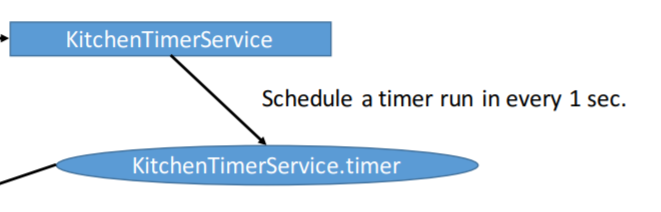 KitchenTimerService
Schedule a timer run in every 1 sec.
KitchenTimerService.timer